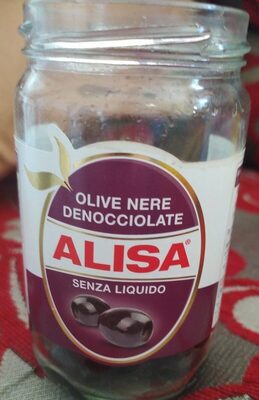 OLIVE NERE
DENOCCIOLATE
ALISA®
SENZA LIQUIDO